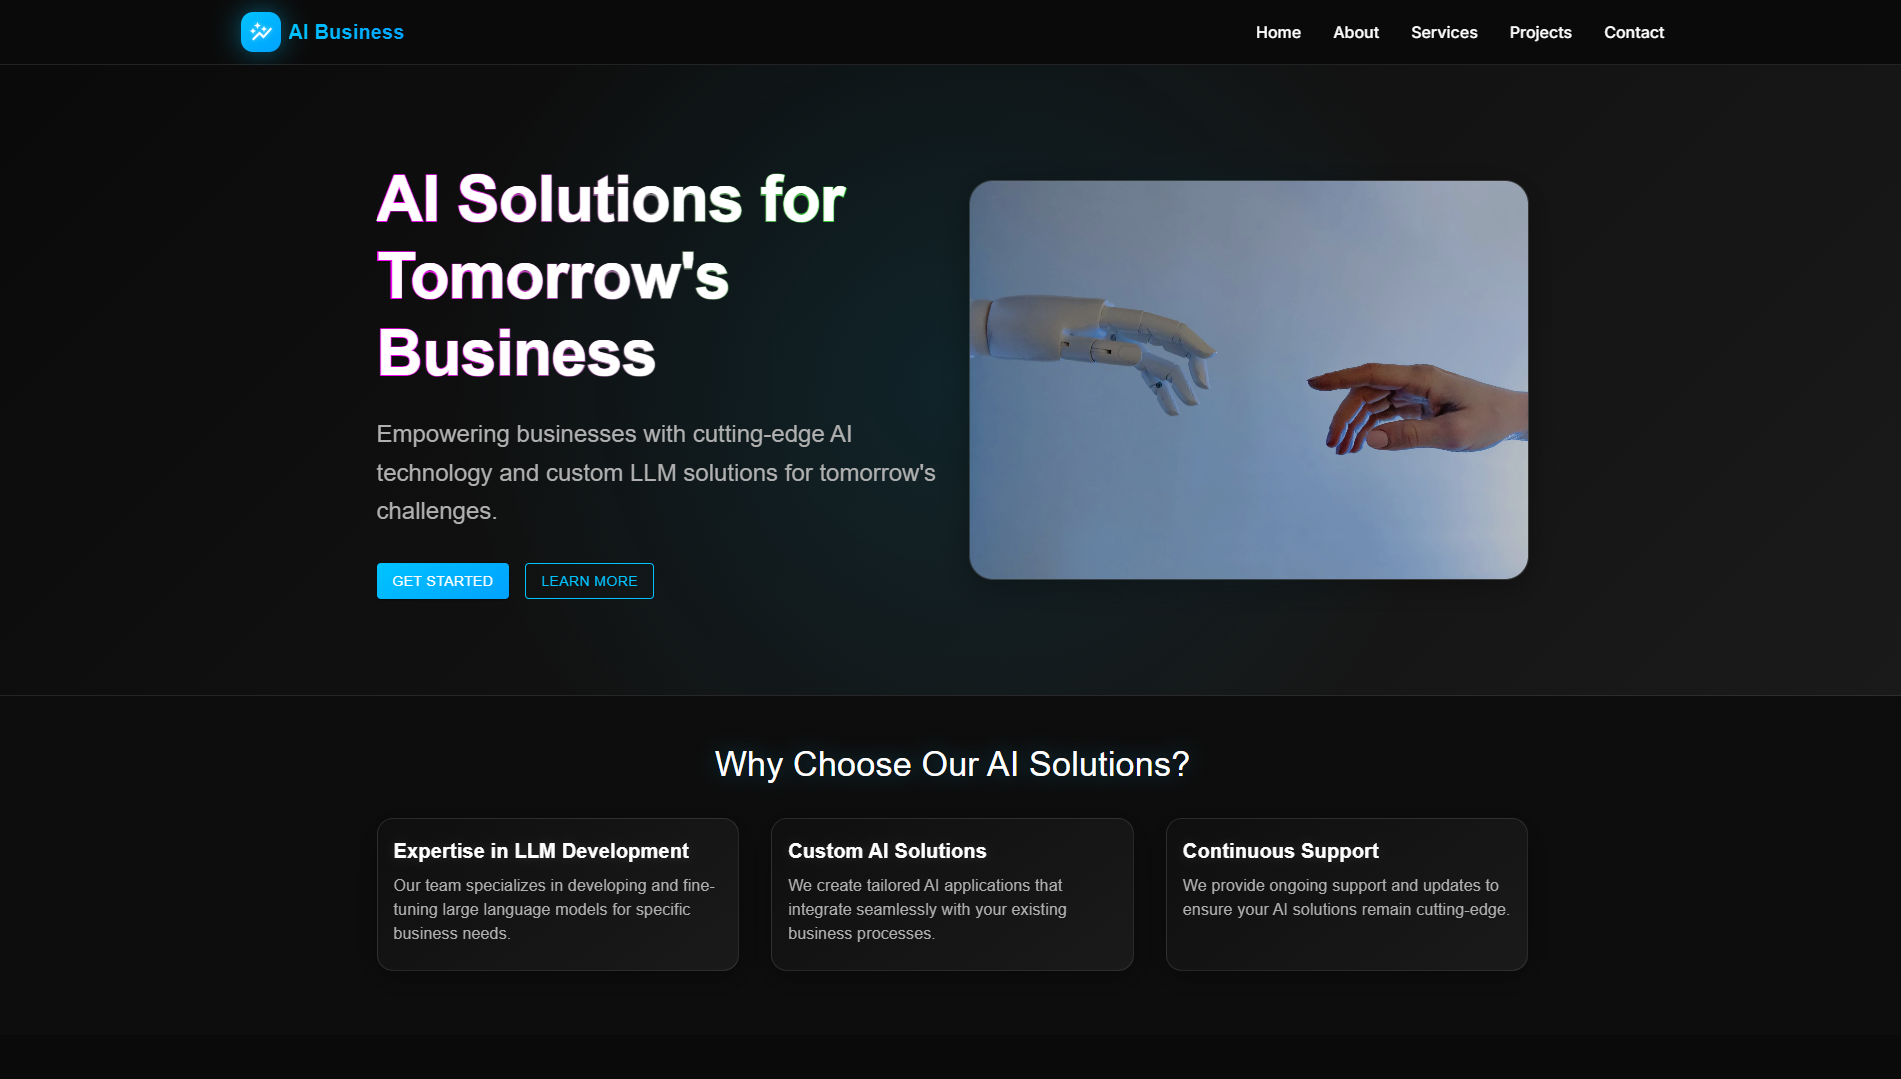 AI Business
Home About Services Projects Contact
AI Solutions for
Tomorrow's
Business
Empowering businesses with cutting-edge AI
technology and custom LLM solutions for tomorrow's
challenges.
GET STARTED LEARN MORE
Why Choose Our AI Solutions?
Expertise in LLM Development
Our team specializes in developing and fine-
tuning large language models for specific
business needs.
Custom AI Solutions
We create tailored AI applications that
integrate seamlessly with your existing
business processes.
Continuous Support
We provide ongoing support and updates to
ensure your AI solutions remain cutting-edge.